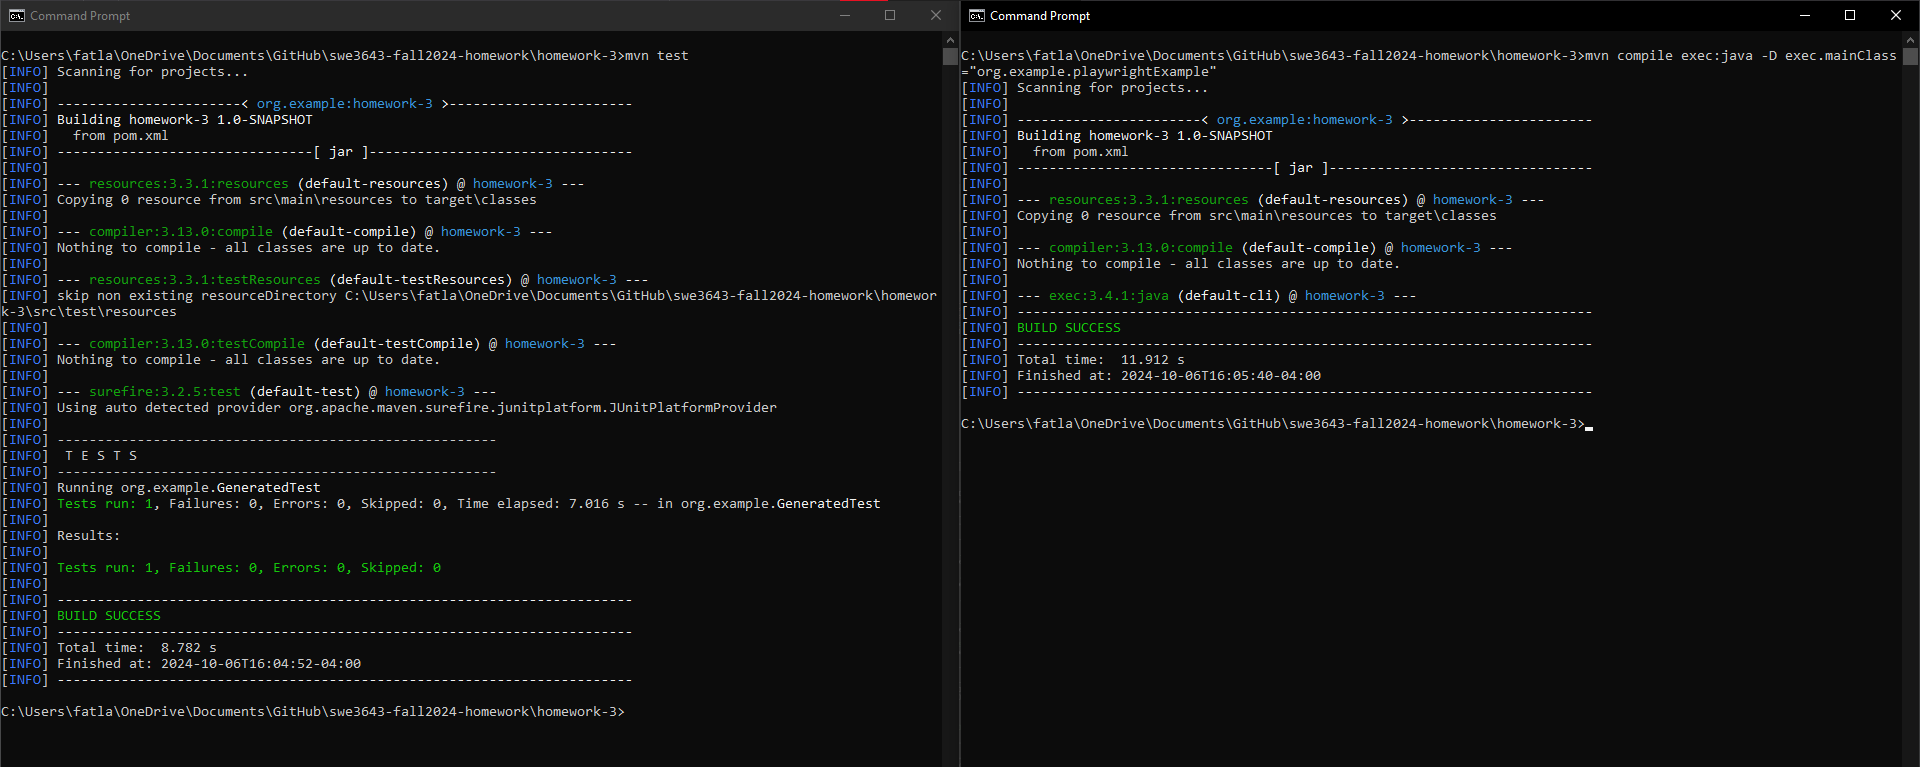 Command Prompt
C:\Users\fatla\OneDrive\Documents\GitHub\swe3643-fall2024-homework\homework-3>mvn test
[INFO] Scanning for projects...
[INFO]
[INFO] -----------------------< org.example:homework-3 >-----------------------
[INFO] Building homework-3 1.0-SNAPSHOT
[INFO]   from pom.xml
[INFO] --------------------------------[ jar ]---------------------------------
[INFO]
[INFO] --- resources:3.3.1:resources (default-resources) @ homework-3 ---
[INFO] Copying 0 resource from src\main\resources to target\classes
[INFO]
[INFO] --- compiler:3.13.0:compile (default-compile) @ homework-3 ---
[INFO] Nothing to compile - all classes are up to date.
[INFO]
[INFO] --- resources:3.3.1:testResources (default-testResources) @ homework-3 ---
[INFO] skip non existing resourceDirectory C:\Users\fatla\OneDrive\Documents\GitHub\swe3643-fall2024-homework\homewor
k-3\src\test\resources
[INFO]
[INFO] --- compiler:3.13.0:testCompile (default-testCompile) @ homework-3 ---
[INFO] Nothing to compile - all classes are up to date.
[INFO]
[INFO] --- surefire:3.2.5:test (default-test) @ homework-3 ---
[INFO] Using auto detected provider org.apache.maven.surefire.junitplatform.JUnitPlatformProvider
[INFO]
[INFO] -------------------------------------------------------
[INFO]  T E S T S
[INFO] -------------------------------------------------------
[INFO] Running org.example.GeneratedTest
[INFO] Tests run: 1, Failures: 0, Errors: 0, Skipped: 0, Time elapsed: 7.016 s -- in org.example.GeneratedTest
[INFO]
[INFO] Results:
[INFO]
[INFO] Tests run: 1, Failures: 0, Errors: 0, Skipped: 0
[INFO]
[INFO] ------------------------------------------------------------------------
[INFO] BUILD SUCCESS
[INFO] ------------------------------------------------------------------------
[INFO] Total time:  8.782 s
[INFO] Finished at: 2024-10-06T16:04:52-04:00
[INFO] ------------------------------------------------------------------------
C:\Users\fatla\OneDrive\Documents\GitHub\swe3643-fall2024-homework\homework-3>
Command Prompt
C:\Users\fatla\OneDrive\Documents\GitHub\swe3643-fall2024-homework\homework-3>mvn compile exec:java -D exec.mainClass
="org.example.playwrightExample"
[INFO] Scanning for projects...
[INFO]
[INFO] -----------------------< org.example:homework-3 >-----------------------
[INFO] Building homework-3 1.0-SNAPSHOT
[INFO]   from pom.xml
[INFO] --------------------------------[ jar ]---------------------------------
[INFO]
[INFO] --- resources:3.3.1:resources (default-resources) @ homework-3 ---
[INFO] Copying 0 resource from src\main\resources to target\classes
[INFO]
[INFO] --- compiler:3.13.0:compile (default-compile) @ homework-3 ---
[INFO] Nothing to compile - all classes are up to date.
[INFO]
[INFO] --- exec:3.4.1:java (default-cli) @ homework-3 ---
[INFO] ------------------------------------------------------------------------
[INFO] BUILD SUCCESS
[INFO] ------------------------------------------------------------------------
[INFO] Total time:  11.912 s
[INFO] Finished at: 2024-10-06T16:05:40-04:00
[INFO] ------------------------------------------------------------------------
C:\Users\fatla\OneDrive\Documents\GitHub\swe3643-fall2024-homework\homework-3>